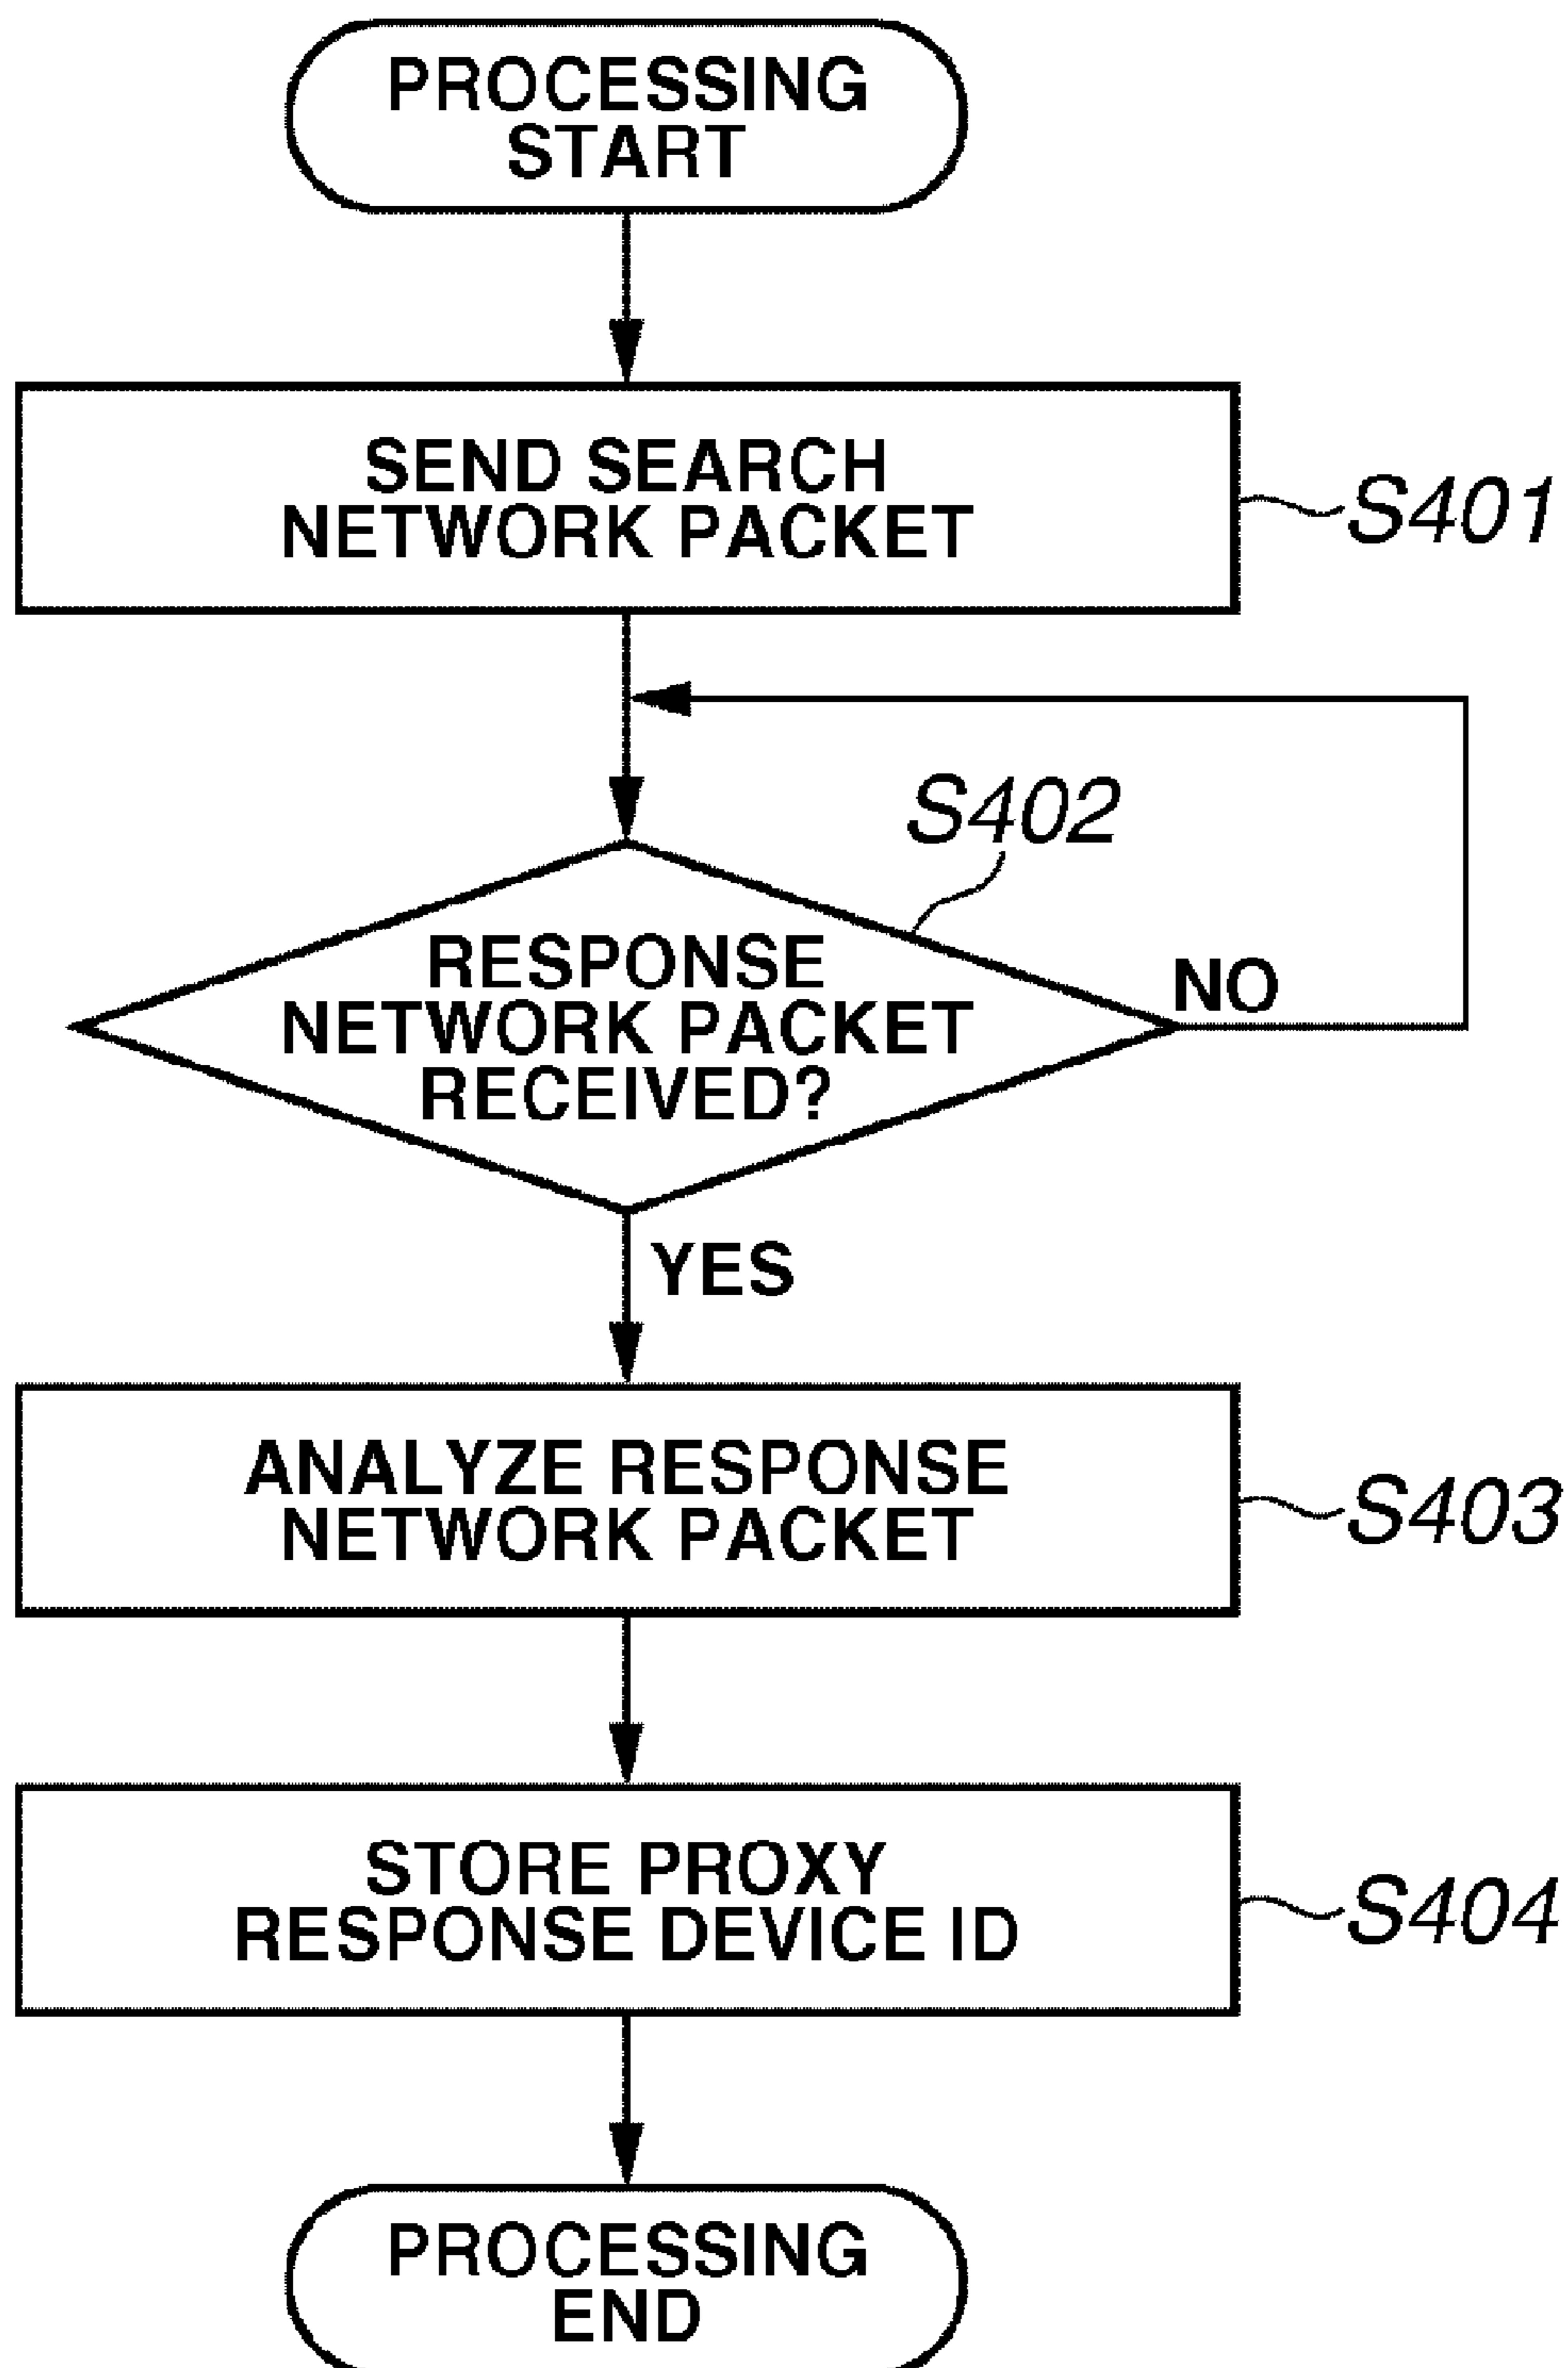 PROCESSING
START
SEND SEARCH
NETWORK PACKET
S401
S402
RESPONSE
NETWORK PACKET
RECEIVED?
NO
YES
ANALYZE RESPONSE
NETWORK PACKET
S403
STORE PROXY
RESPONSE DEVICE ID
S404
PROCESSING
END